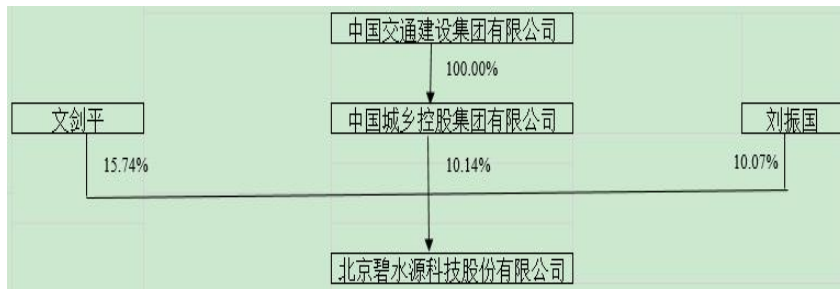 中国交通建设集团有限公司
100.00%
文剑平
中国城乡控股集团有限公司
刘振国
15.74%
10.14%
10.07%
北京碧水源科技股份有限公司